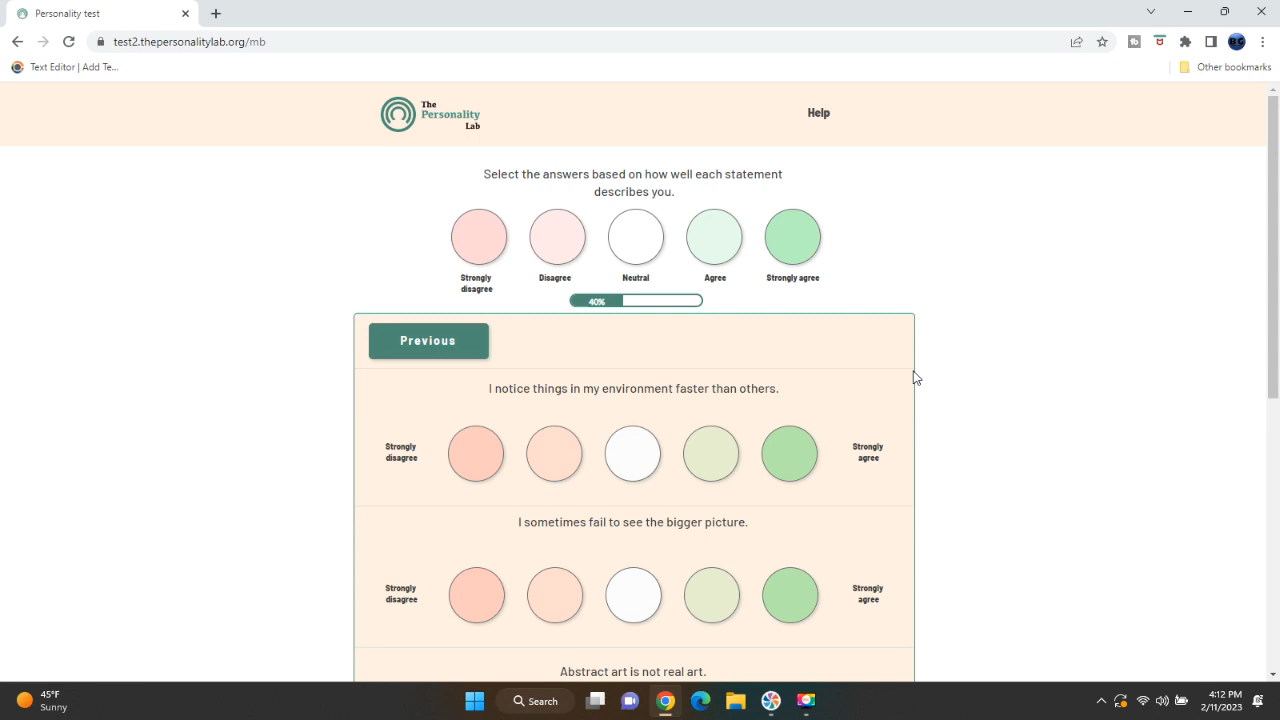 Personality test
test2.thepersonalitylab.org/mb
Text Editor | Add Te...
Other bookmarks
The
Personality
Lab
Help
Select the answers based on how well each statement
describes you.
Strongly
disagree
Disagree
Neutral
Agree
Strongly agree
40%
Previous
I notice things in my environment faster than others.
Strongly
disagree
Strongly
agree
I sometimes fail to see the bigger picture.
Strongly
disagree
Strongly
agree
Abstract art is not real art.
45°F
Sunny
Search
4:12 PM
2/11/2023